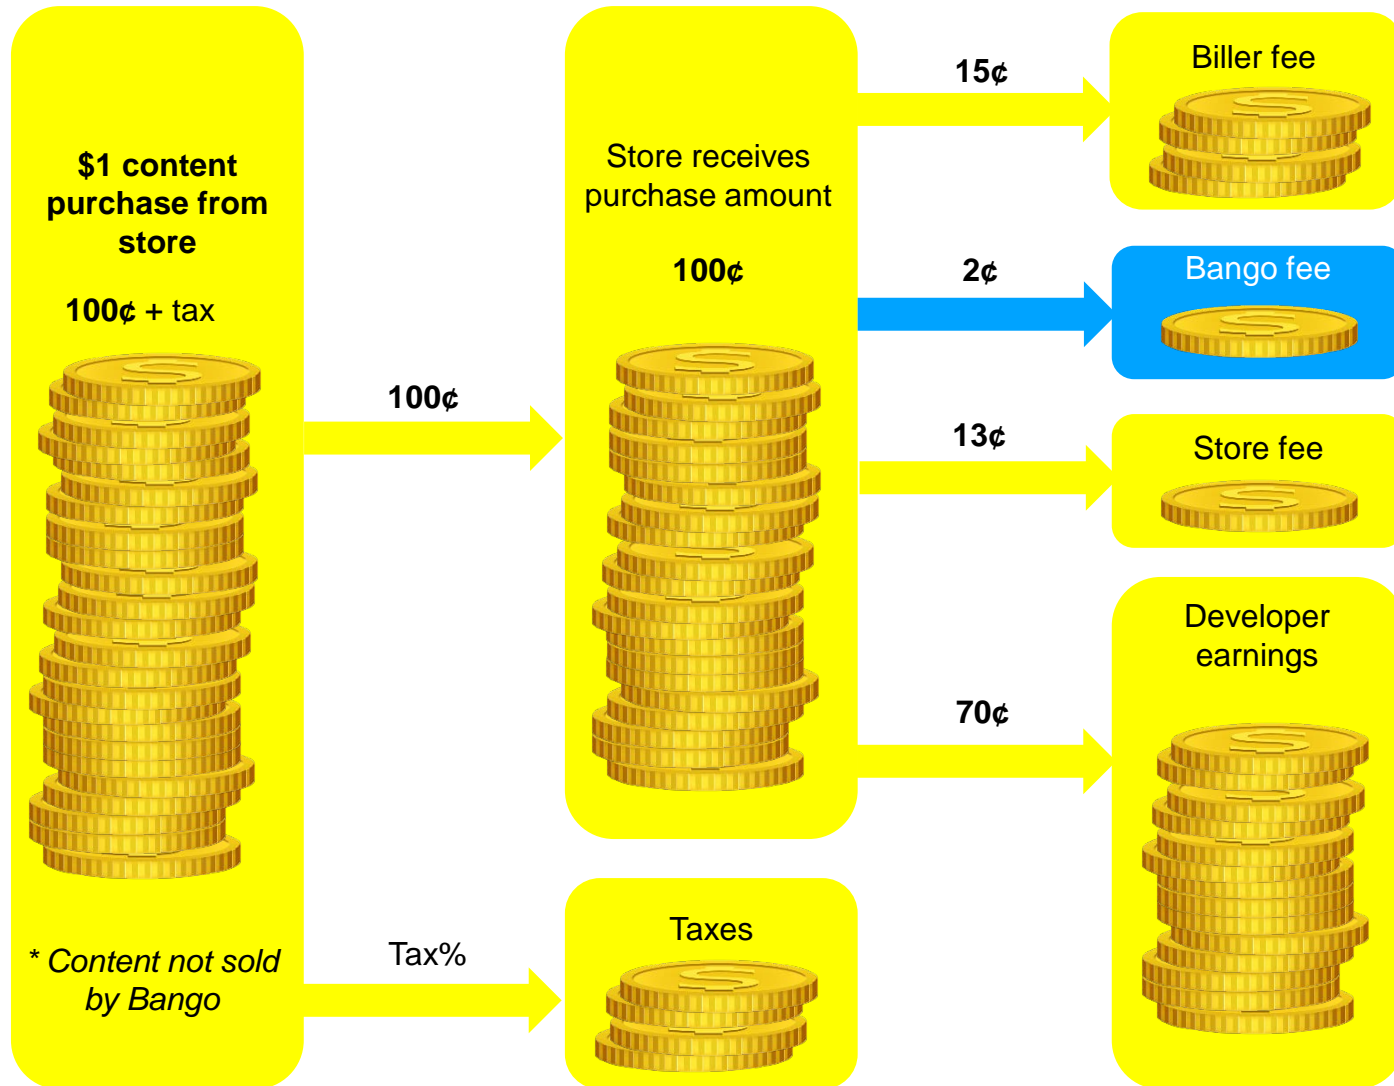 $1 content
purchase from
store
100¢ + tax
* Content not sold
by Bango
100¢
Tax%
Store receives
purchase amount
100¢
Taxes
15¢
2¢
13¢
70¢
Biller fee
Bango fee
Store fee
Developer
earnings